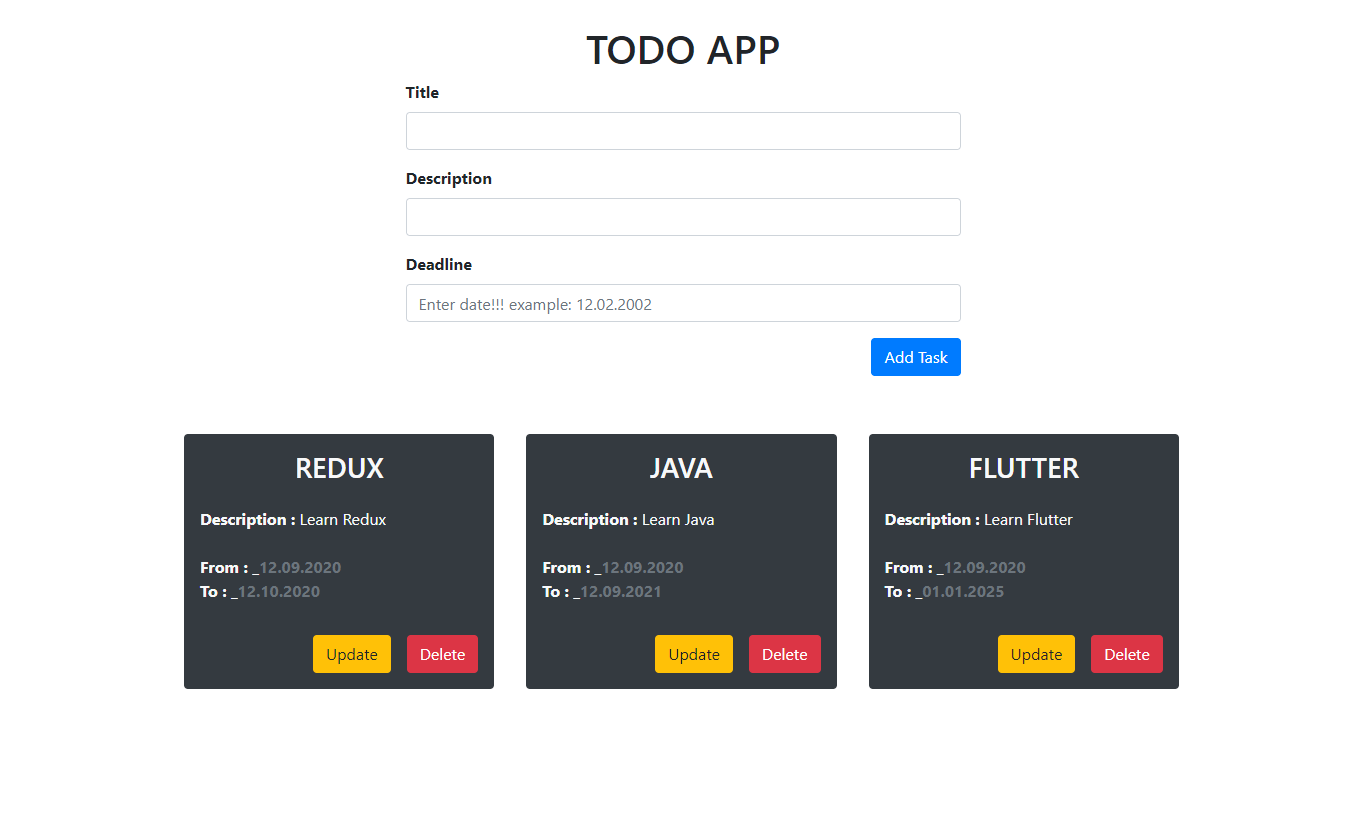 TODO APP
Title
Description
Deadline
Enter date!!! example: 12.02.2002
Add Task
REDUX
Description : Learn Redux
From : _12.09.2020
To : _12.10.2020
Update Delete
JAVA
Description : Learn Java
From : _12.09.2020
To : _12.09.2021
Update Delete
FLUTTER
Description : Learn Flutter
From : _12.09.2020
To : _01.01.2025
Update Delete